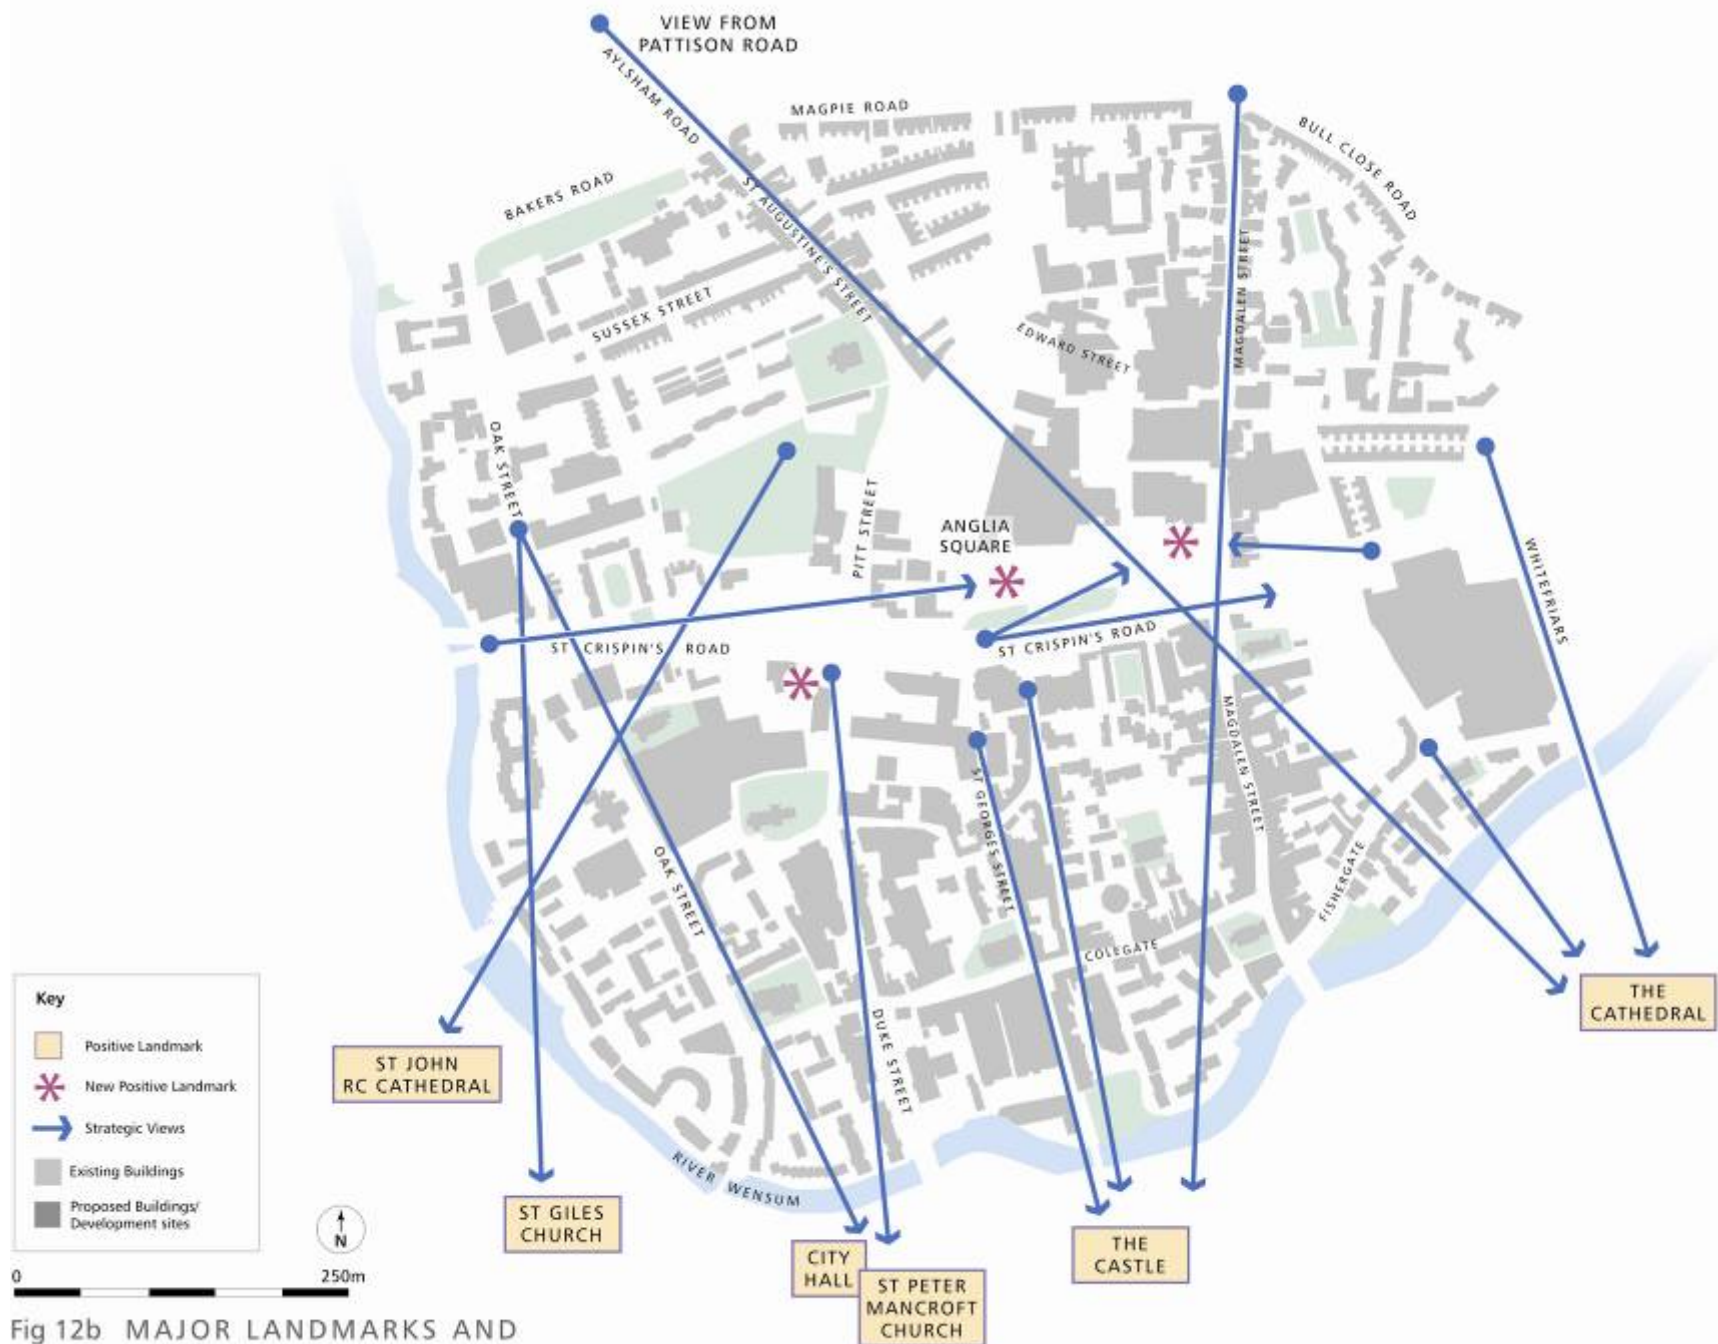 VIEW FROM
PATTISON ROAD
AYLSHAM ROAD
MAGPIE ROAD
BULL CLOSE ROAD
BAKERS ROAD
ST AUGUSTINE'S STREET
MAGDALEN STREET
SUSSEX STREET
EDWARD STREET
OAK STREET
PITT STREET
ANGLIA
SQUARE
WHITEFRIARS
ST CRISPIN'S ROAD
ST CRISPIN'S ROAD
MAGDALEN STREET
ST GEORGES STREET
OAK STREET
FISHERGATE
COLEGATE
DUKE STREET
RIVER WENSUM
THE
CATHEDRAL
ST JOHN
RC CATHEDRAL
ST GILES
CHURCH
CITY
HALL
ST PETER
MANCROFT
CHURCH
THE
CASTLE
Key
Positive Landmark
New Positive Landmark
Strategic Views
Existing Buildings
Proposed Buildings/
Development sites
N
0 250m
Fig 12b MAJOR LANDMARKS AND